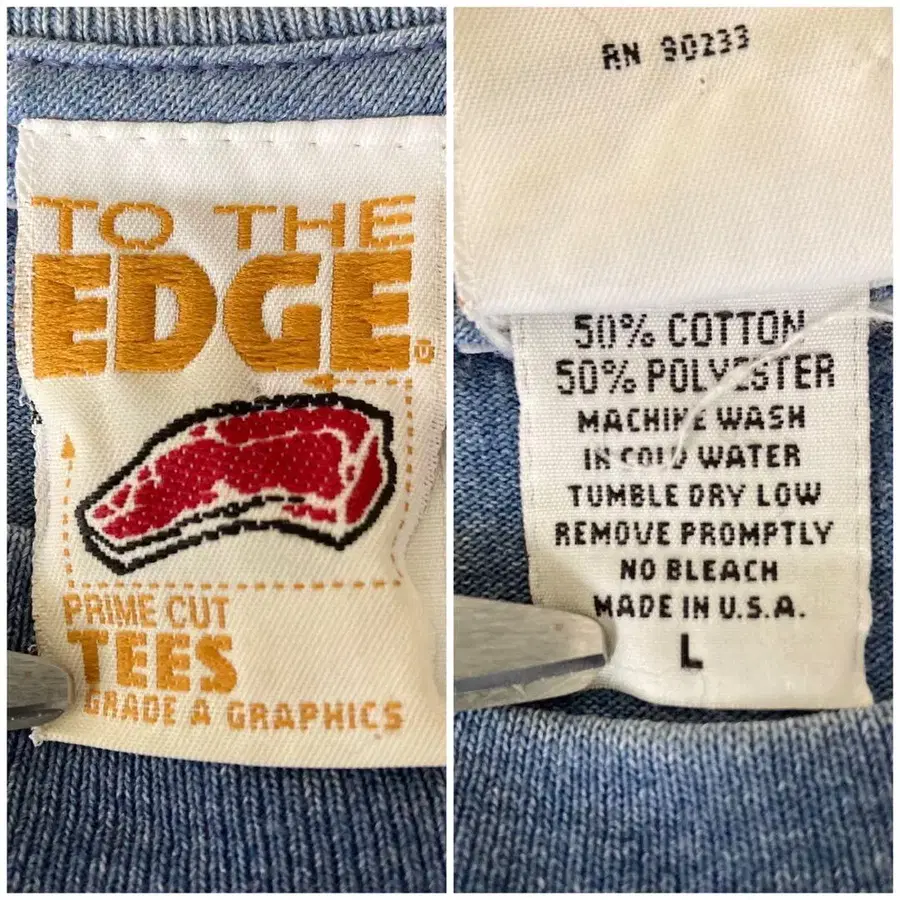 TO THE
EDGE
PRIME CUT
TEES
GRADE A GRAPHICS
RN 90233
50% COTTON
50% POLYESTER
MACHINE WASH
IN COLD WATER
TUMBLE DRY LOW
REMOVE PROMPTLY
NO BLEACH
MADE IN U.S.A.
L